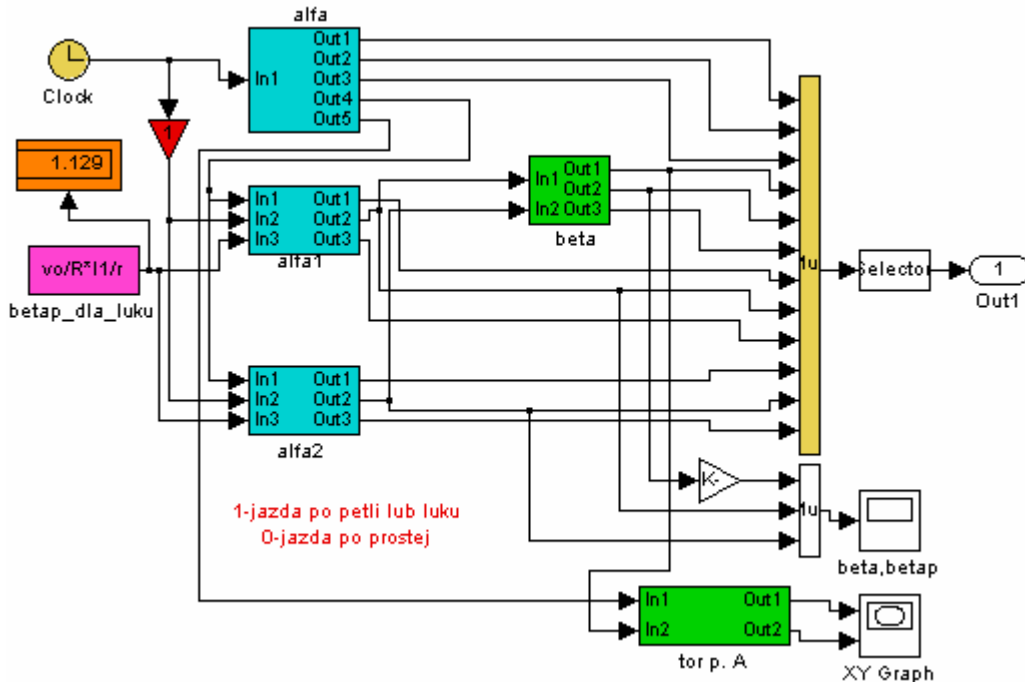 alfa
Clock
In1
Out1
Out2
Out3
Out4
Out5
1
1.129
vo/R*l1/r
betap_dla_luku
In1
In2
In3
Out1
Out2
Out3
alfa1
In1
In2
Out1
Out2
Out3
beta
In1
In2
In3
Out1
Out2
Out3
alfa2
Selector
1
Out1
K-
1-jazda po petli lub luku
0-jazda po prostej
beta,betap
In1
In2
Out1
Out2
tor p. A
XY Graph